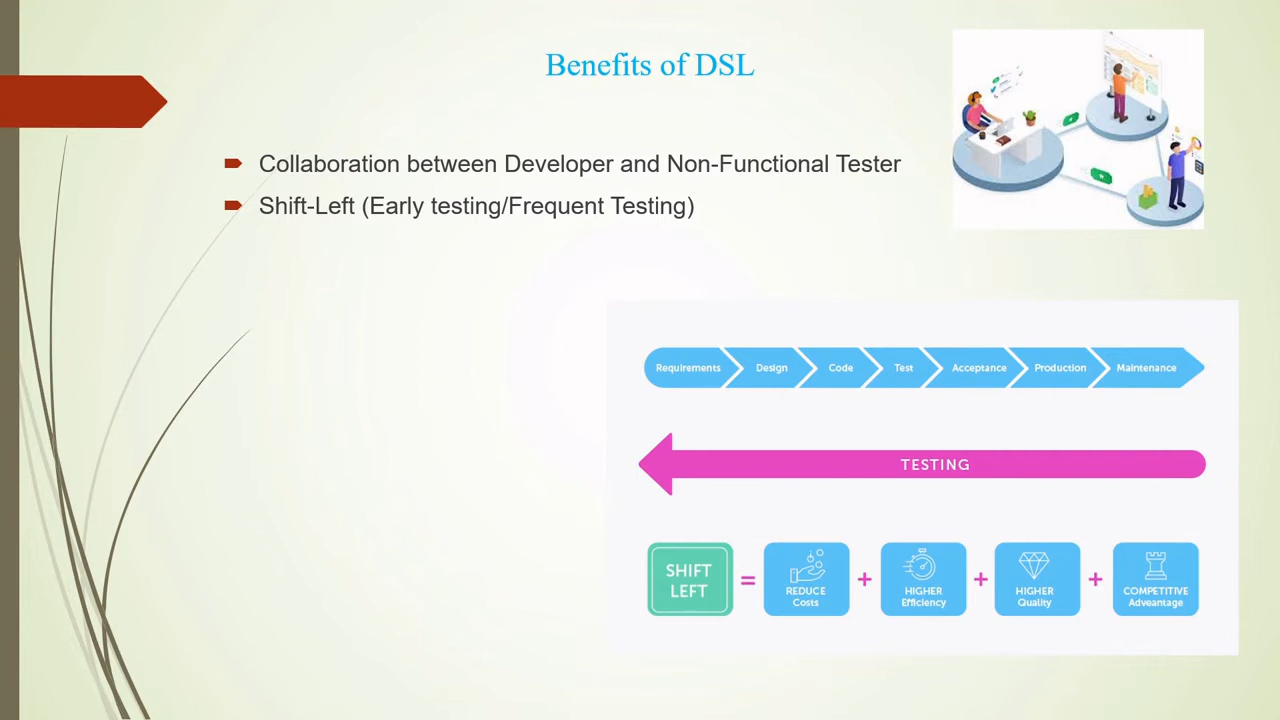 Benefits of DSL
Collaboration between Developer and Non-Functional Tester
Shift-Left (Early testing/Frequent Testing)
Requirements Design Code Test Acceptance Production Maintenance
TESTING
SHIFT
LEFT
=
REDUCE
Costs
+
HIGHER
Efficiency
+
HIGHER
Quality
+
COMPETITIVE
Adveantage